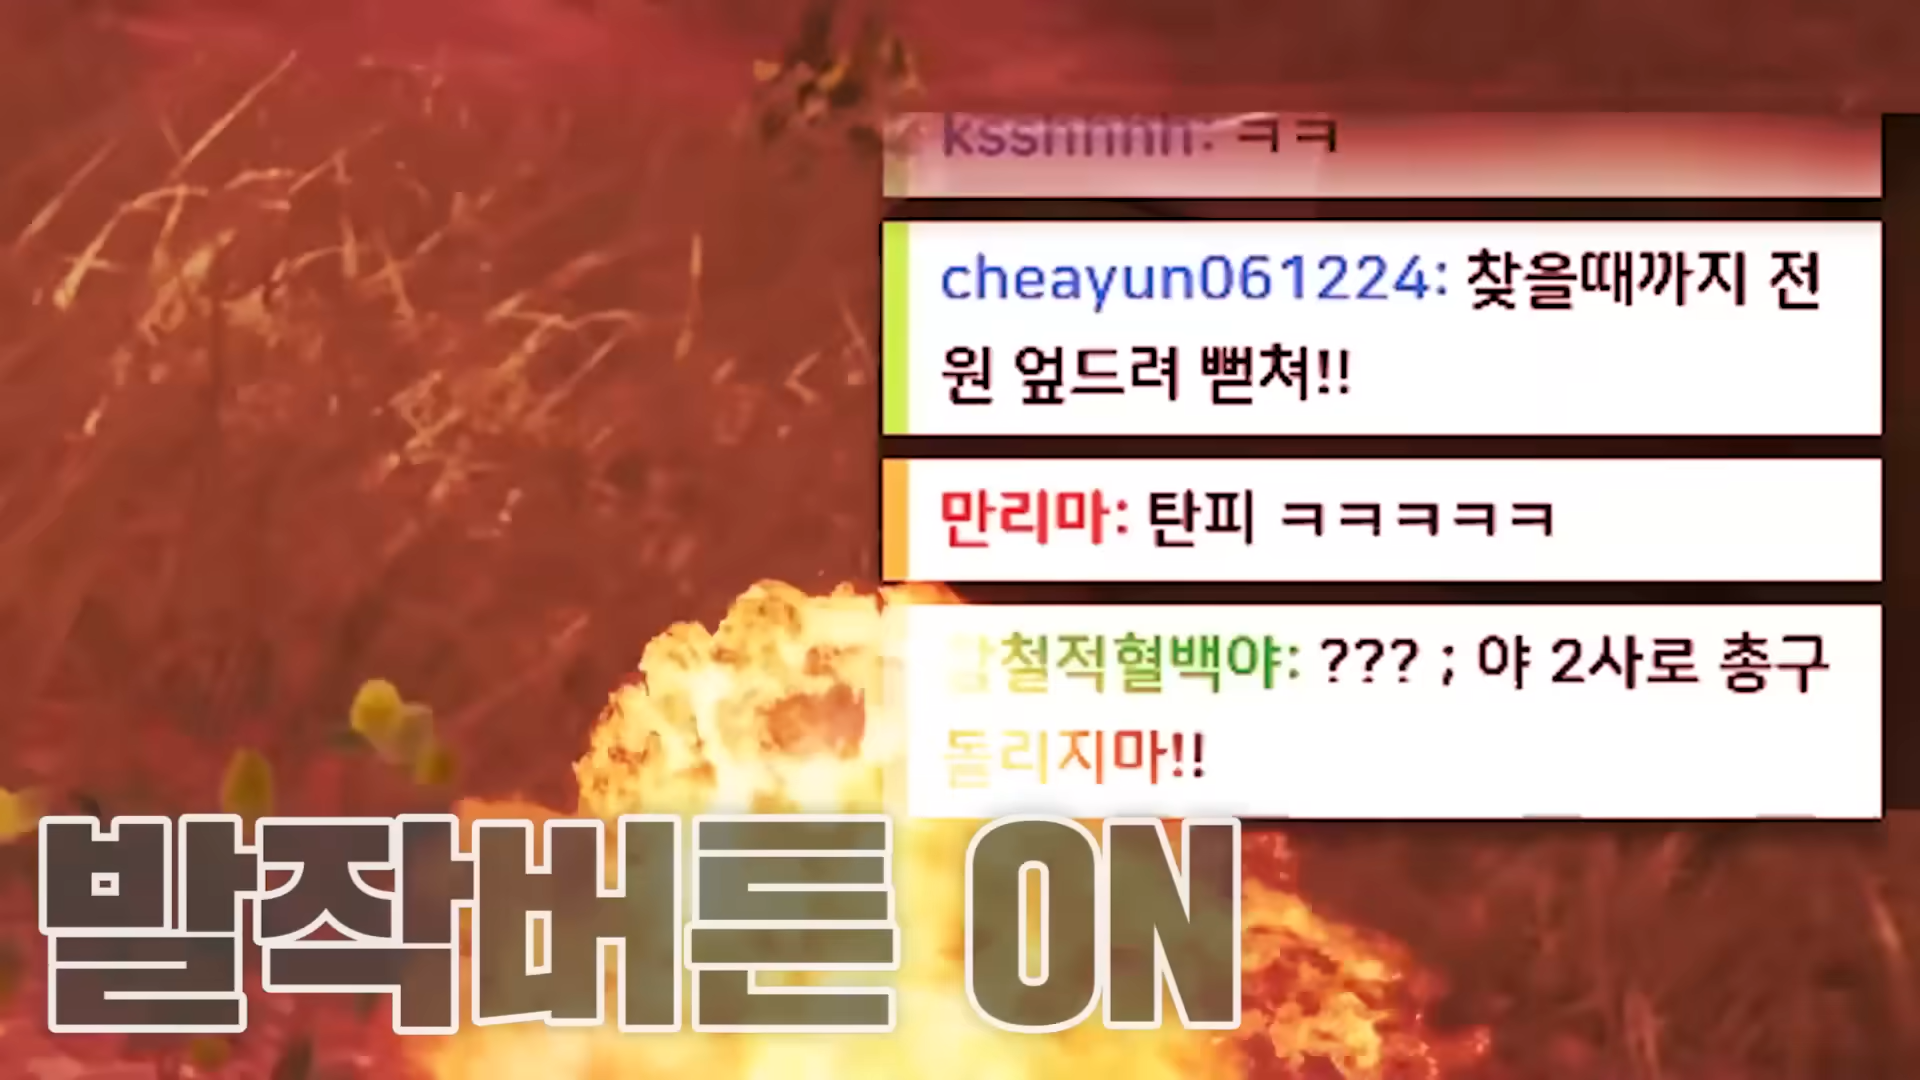 ksshhhhh: ㅋㅋ
cheayun061224: 찾을때까지 전
원 엎드려 뻗쳐!!
만리마: 탄피 ㅋㅋㅋㅋㅋ
강철적혈백야: ??? ; 야 2사로 총구
돌리지마!!
발작버튼 ON